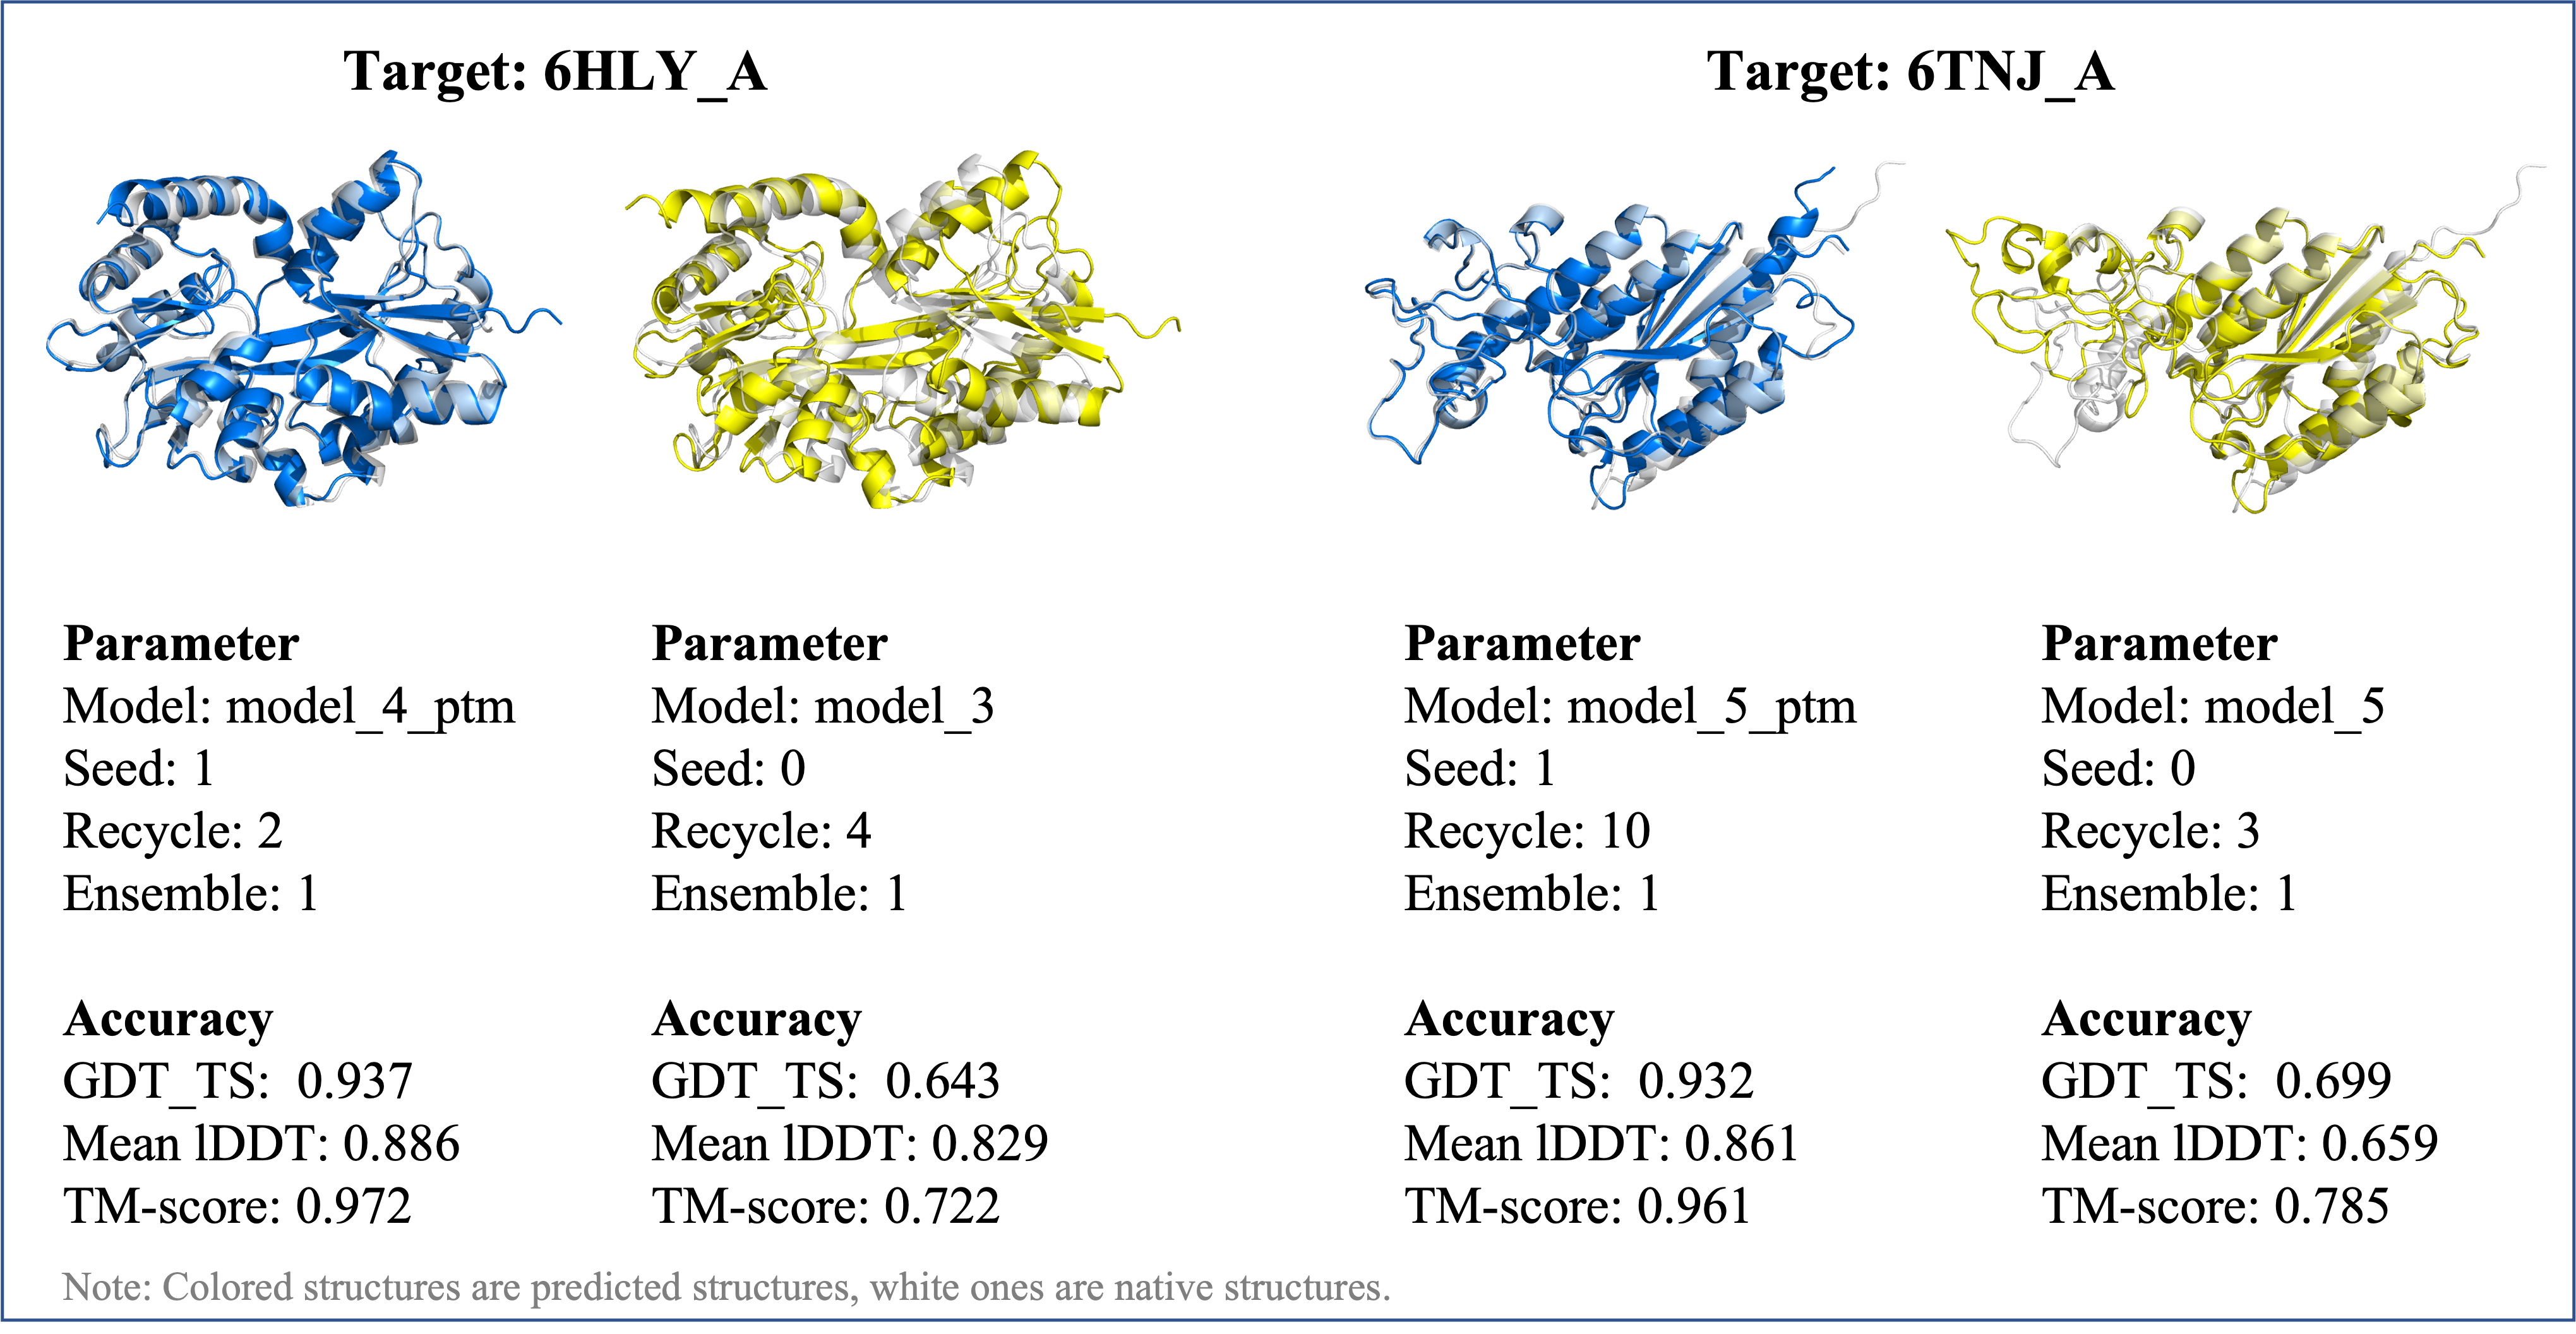 Target: 6HLY_A
Target: 6TNJ_A
Parameter
Model: model_4_ptm
Seed: 1
Recycle: 2
Ensemble: 1
Accuracy
GDT_TS: 0.937
Mean lDDT: 0.886
TM-score: 0.972
Parameter
Model: model_3
Seed: 0
Recycle: 4
Ensemble: 1
Accuracy
GDT_TS: 0.643
Mean lDDT: 0.829
TM-score: 0.722
Parameter
Model: model_5_ptm
Seed: 1
Recycle: 10
Ensemble: 1
Accuracy
GDT_TS: 0.932
Mean lDDT: 0.861
TM-score: 0.961
Parameter
Model: model_5
Seed: 0
Recycle: 3
Ensemble: 1
Accuracy
GDT_TS: 0.699
Mean lDDT: 0.659
TM-score: 0.785
Note: Colored structures are predicted structures, white ones are native structures.